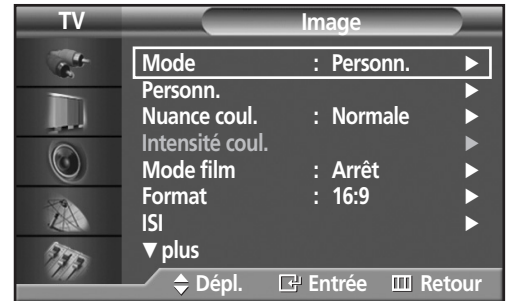 TV Image
Mode : Personn. ►
Personn. ►
Nuance coul. : Normale ►
Intensité coul. ►
Mode film : Arrêt ►
Format : 16:9 ►
ISI ►
▼plus
Dépl. Entrée Retour